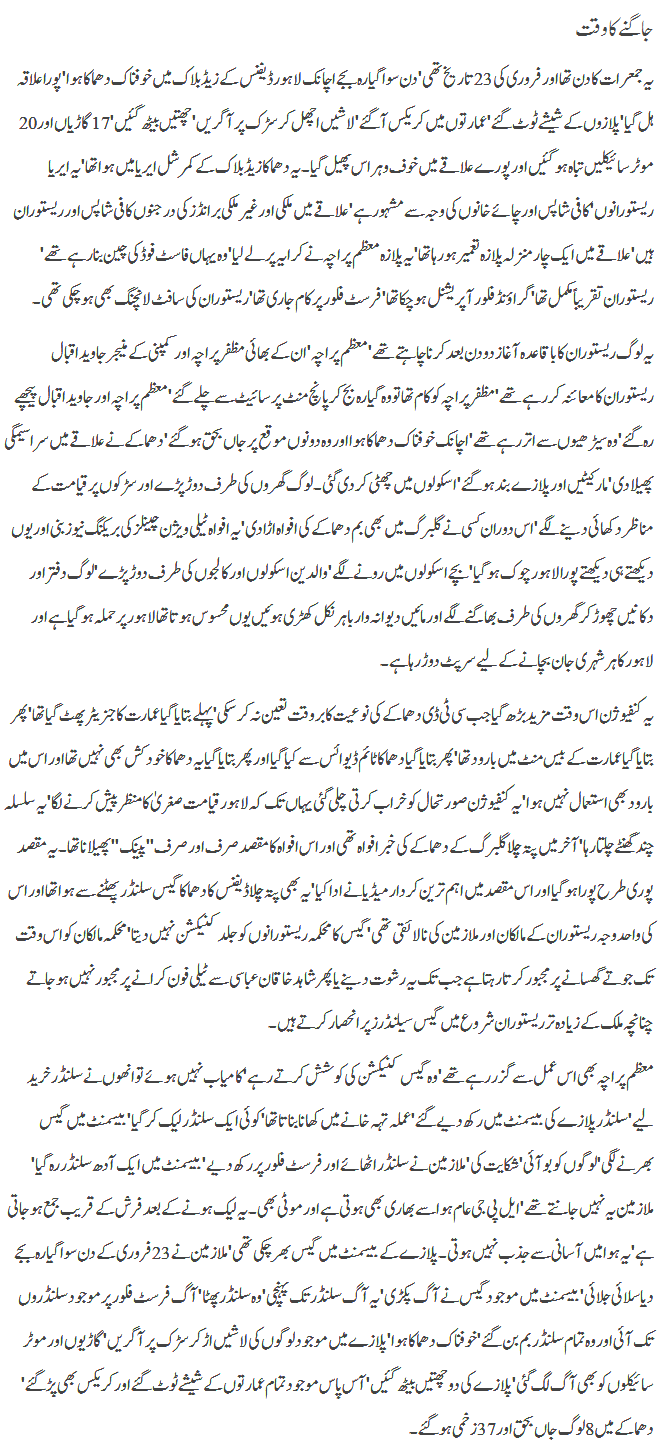 جاگنے کا وقت
یہ جمعرات کا دن تھا اور فروری کی 23 تاریخ تھی' دن سوا گیارہ بجے اچانک لاہور ڈیفنس کے زیڈ بلاک میں خوفناک دھماکا ہوا' پورا علاقہ
ہل گیا' پلازوں کے شیشے ٹوٹ گئے' عمارتوں میں کریکس آ گئے' لاشیں اچھل کر سڑک پر آ گریں' چھتیں بیٹھ گئیں' 17 گاڑیاں اور 20
موٹر سائیکلیں تباہ ہو گئیں اور پورے علاقے میں خوف و ہراس پھیل گیا۔ یہ دھماکا زیڈ بلاک کے کمرشل ایریا میں ہوا تھا' یہ ایریا
ریستورانوں' کافی شاپس اور چائے خانوں کی وجہ سے مشہور ہے' علاقے میں ملکی اور غیر ملکی برانڈز کی درجنوں کافی شاپس اور ریستوران
ہیں' علاقے میں ایک چار منزلہ پلازہ تعمیر ہو رہا تھا' یہ پلازہ معظم پراچہ نے کرایہ پر لے لیا' وہ یہاں فاسٹ فوڈ کی چین بنا رہے تھے'
ریستوران تقریباً مکمل تھا' گراؤنڈ فلور آپریشنل ہو چکا تھا' فرسٹ فلور پر کام جاری تھا' ریستوران کی سافٹ لانچنگ بھی ہو چکی تھی۔
یہ لوگ ریستوران کا باقاعدہ آغاز دو دن بعد کرنا چاہتے تھے' معظم پراچہ' ان کے بھائی مظفر پراچہ اور کمپنی کے منیجر جاوید اقبال
ریستوران کا معائنہ کر رہے تھے' مظفر پراچہ کو کام تھا تو وہ گیارہ بج کر پانچ منٹ پر سائیٹ سے چلے گئے' معظم پراچہ اور جاوید اقبال پیچھے
رہ گئے' وہ سیڑھیوں سے اتر رہے تھے' اچانک خوفناک دھماکا ہوا اور وہ دونوں موقع پر جاں بحق ہو گئے' دھماکے نے علاقے میں سراسیمگی
پھیلا دی' مارکیٹیں اور پلازے بند ہو گئے' اسکولوں میں چھٹی کر دی گئی۔ لوگ گھروں کی طرف دوڑ پڑے اور سڑکوں پر قیامت کے
مناظر دکھائی دینے لگے' اس دوران کسی نے گلبرگ میں بھی بم دھماکے کی افواہ اڑا دی' یہ افواہ ٹیلی ویژن چینلز کی بریکنگ نیوز بنی اور یوں
دیکھتے ہی دیکھتے پورا لاہور چوک ہو گیا' بچے اسکولوں میں رونے لگے' والدین اسکولوں اور کالجوں کی طرف دوڑ پڑے' لوگ دفتر اور
دکانیں چھوڑ کر گھروں کی طرف بھاگنے لگے اور مائیں دیوانہ وار باہر نکل کھڑی ہوئیں یوں محسوس ہوتا تھا لاہور پر حملہ ہو گیا ہے اور
لاہور کا ہر شہری جان بچانے کے لیے سرپٹ دوڑ رہا ہے۔
یہ کنفیوژن اس وقت مزید بڑھ گیا جب سی ٹی ڈی دھماکے کی نوعیت کا بروقت تعین نہ کر سکی' پہلے بتایا گیا عمارت کا جنریٹر پھٹ گیا تھا' پھر
بتایا گیا عمارت کے بیس منٹ میں بارود تھا' پھر بتایا گیا دھماکا ٹائم ڈیوائس سے کیا گیا اور پھر بتایا گیا یہ دھماکا خودکش بھی نہیں تھا اور اس میں
بارود بھی استعمال نہیں ہوا' یہ کنفیوژن صورتحال کو خراب کرتی چلی گئی یہاں تک کہ لاہور قیامت صغریٰ کا منظر پیش کرنے لگا' یہ سلسلہ
چند گھنٹے چلتا رہا' آخر میں پتہ چلا گلبرگ کے دھماکے کی خبر افواہ تھی اور اس افواہ کا مقصد صرف اور صرف ''پینک'' پھیلانا تھا۔ یہ مقصد
پوری طرح پورا ہو گیا اور اس مقصد میں اہم ترین کردار میڈیا نے ادا کیا' یہ بھی پتہ چلا ڈیفنس کا دھماکا گیس سلنڈر پھٹنے سے ہوا تھا اور اس
کی واحد وجہ ریستوران کے مالکان اور ملازمین کی نالائقی تھی' گیس کا محکمہ ریستورانوں کو جلد کنیکشن نہیں دیتا' محکمہ مالکان کو اس وقت
تک جوتے گھسانے پر مجبور کرتا رہتا ہے جب تک یہ رشوت دینے یا پھر شاہد خاقان عباسی سے ٹیلی فون کرانے پر مجبور نہیں ہو جاتے
چنانچہ ملک کے زیادہ تر ریستوران شروع میں گیس سیلنڈرز پر انحصار کرتے ہیں۔
معظم پراچہ بھی اس عمل سے گزر رہے تھے' وہ گیس کنیکشن کی کوشش کرتے رہے' کامیاب نہیں ہوئے تو انھوں نے سلنڈر خرید
لیے' سلنڈر پلازے کی بیسمنٹ میں رکھ دیے گئے' عملہ تہہ خانے میں کھانا بناتا تھا' کوئی ایک سلنڈر لیک کر گیا' بیسمنٹ میں گیس
بھرنے لگی' لوگوں کو بو آئی' شکایت کی' ملازمین نے سلنڈر اٹھائے اور فرسٹ فلور پر رکھ دیے' بیسمنٹ میں ایک آدھ سلنڈر رہ گیا'
ملازمین یہ نہیں جانتے تھے' ایل پی جی عام ہوا سے بھاری بھی ہوتی ہے اور موٹی بھی۔ یہ لیک ہونے کے بعد فرش کے قریب جمع ہو جاتی
ہے' یہ ہوا میں آسانی سے جذب نہیں ہوتی۔ پلازے کے بیسمنٹ میں گیس بھر چکی تھی' ملازمین نے 23 فروری کے دن سوا گیارہ بجے
دیا سلائی جلائی' بیسمنٹ میں موجود گیس نے آگ پکڑی' یہ آگ سلنڈر تک پہنچی' وہ سلنڈر پھٹا' آگ فرسٹ فلور پر موجود سلنڈروں
تک آئی اور وہ تمام سلنڈر بم بن گئے' خوفناک دھماکا ہوا' پلازے میں موجود لوگوں کی لاشیں اڑ کر سڑک پر آ گریں' گاڑیوں اور موٹر
سائیکلوں کو بھی آگ لگ گئی' پلازے کی دو چھتیں بیٹھ گئیں' آس پاس موجود تمام عمارتوں کے شیشے ٹوٹ گئے اور کریکس بھی پڑ گئے'
دھماکے میں 8 لوگ جاں بحق اور 37 زخمی ہو گئے۔